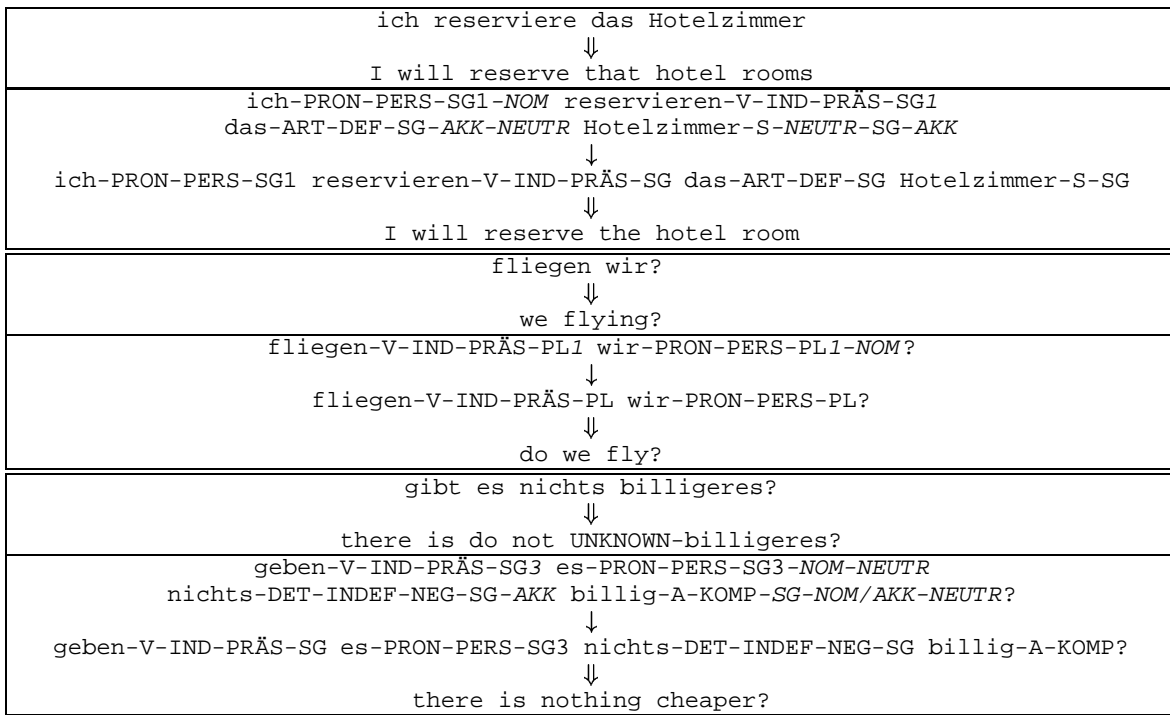 ich reserviere das Hotelzimmer
⇓
I will reserve that hotel rooms
ich-PRON-PERS-SG1-NOM reservieren-V-IND-PRÄS-SG1
das-ART-DEF-SG-AKK-NEUTR Hotelzimmer-S-NEUTR-SG-AKK
↓
ich-PRON-PERS-SG1 reservieren-V-IND-PRÄS-SG das-ART-DEF-SG Hotelzimmer-S-SG
⇓
I will reserve the hotel room
fliegen wir?
⇓
we flying?
fliegen-V-IND-PRÄS-PL1 wir-PRON-PERS-PL1-NOM?
↓
fliegen-V-IND-PRÄS-PL wir-PRON-PERS-PL?
⇓
do we fly?
gibt es nichts billigeres?
⇓
there is do not UNKNOWN-billigeres?
geben-V-IND-PRÄS-SG3 es-PRON-PERS-SG3-NOM-NEUTR
nichts-DET-INDEF-NEG-SG-AKK billig-A-KOMP-SG-NOM/AKK-NEUTR?
↓
geben-V-IND-PRÄS-SG es-PRON-PERS-SG3 nichts-DET-INDEF-NEG-SG billig-A-KOMP?
⇓
there is nothing cheaper?